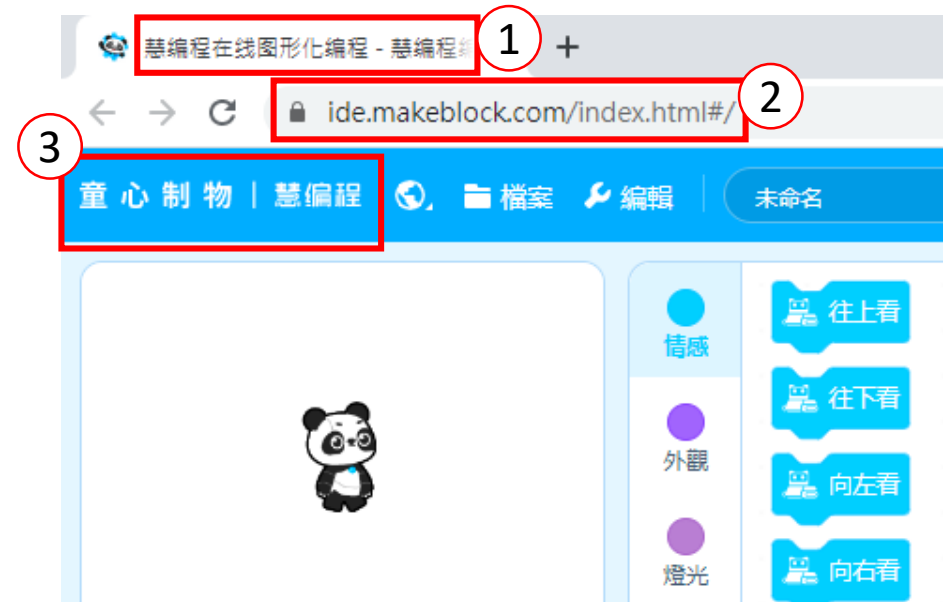 慧编程在线图形化编程 - 慧编程
1
+
ide.makeblock.com/index.html#/
2
3
童心制物 | 慧編程
檔案
編輯
未命名
情感
往上看
往下看
外觀
向左看
燈光
向右看